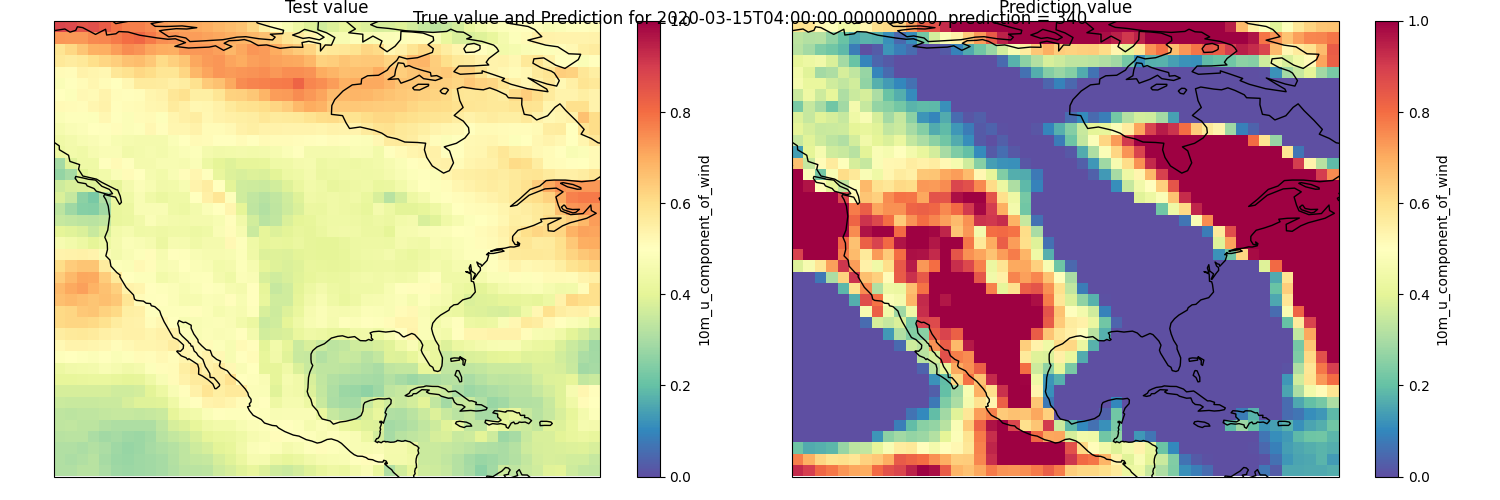 Test value
Prediction value
True value and Prediction for 2020-03-15T04:00:00.000000000, prediction = 340
1.0
0.8
0.6
0.4
0.2
0.0
10m_u_component_of_wind
1.0
0.8
0.6
0.4
0.2
0.0
10m_u_component_of_wind